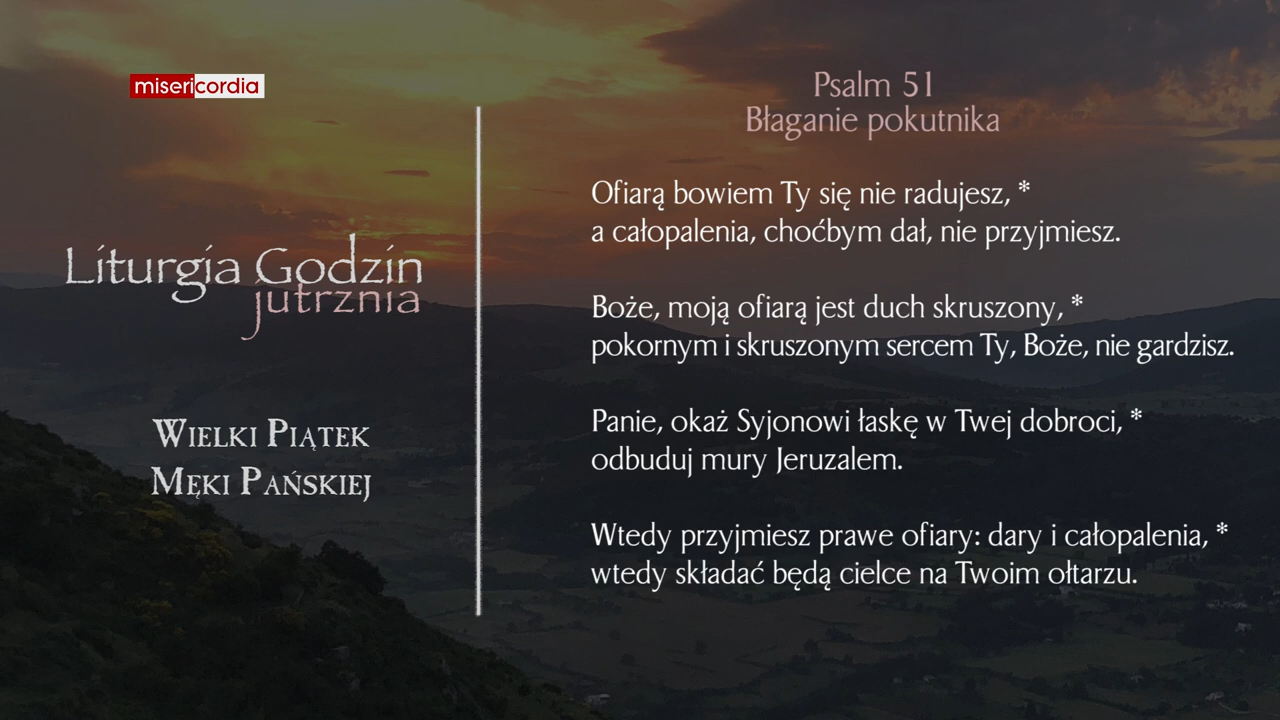 misericordia
Liturgia Godzin
jutrznia
Wielki Piątek
Męki Pańskiej
Psalm 51
Błaganie pokutnika
Ofiarą bowiem Ty się nie radujesz, *
a całopalenia, choćbym dał, nie przyjmiesz.
Boże, moją ofiarą jest duch skruszony, *
pokornym i skruszonym sercem Ty, Boże, nie gardzisz.
Panie, okaż Syjonowi łaskę w Twej dobroci, *
odbuduj mury Jeruzalem.
Wtedy przyjmiesz prawe ofiary: dary i całopalenia, *
wtedy składać będą cielce na Twoim ołtarzu.